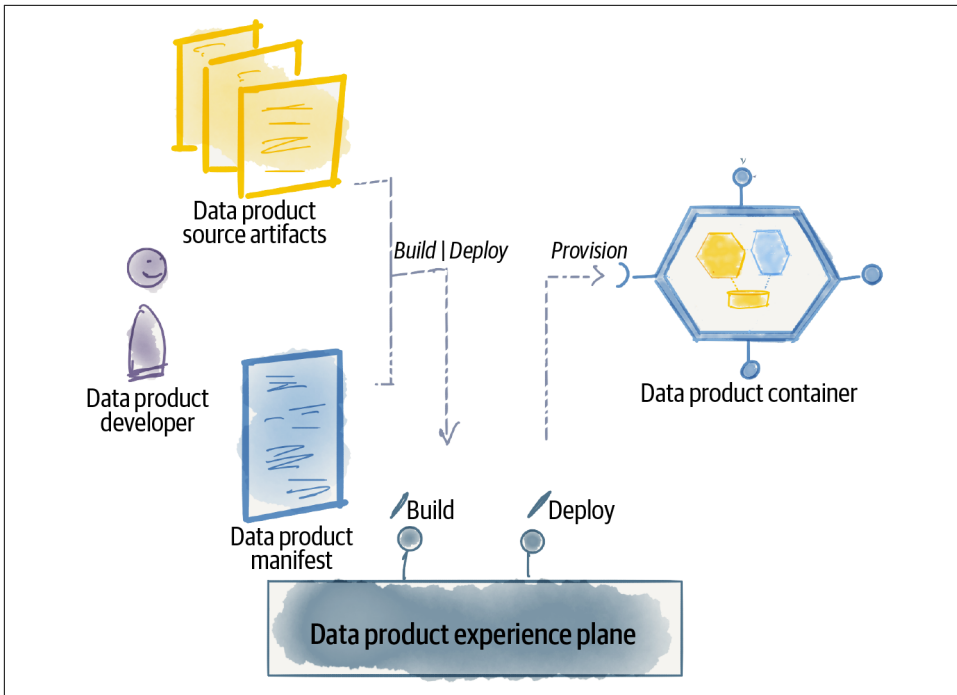 Data product
source artifacts
Build | Deploy
Provision
Data product
developer
Data product container
Data product
manifest
/Build
/Deploy
Data product experience plane